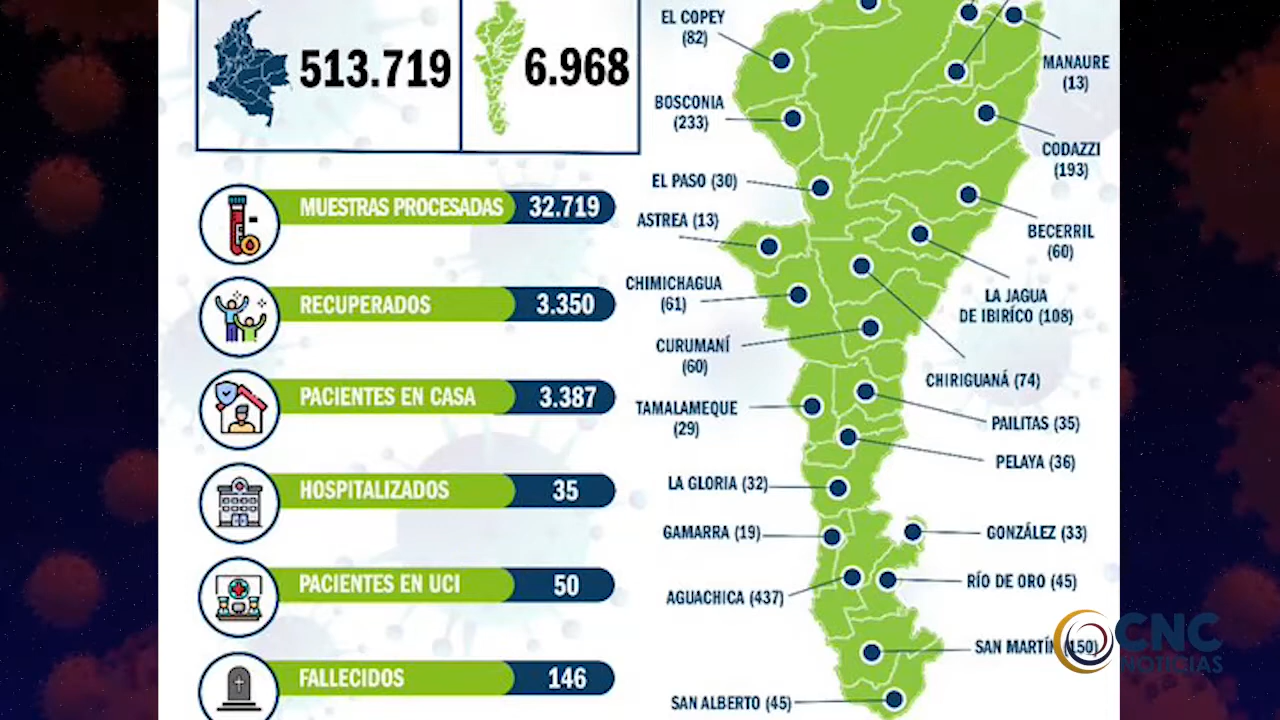 513.719
6.968
MUESTRAS PROCESADAS 32.719
RECUPERADOS 3.350
PACIENTES EN CASA 3.387
HOSPITALIZADOS 35
PACIENTES EN UCI 50
FALLECIDOS 146
EL COPEY
(82)
BOSCONIA
(233)
EL PASO (30)
ASTREA (13)
CHIMICHAGUA
(61)
CURUMANÍ
(60)
TAMALAMEQUE
(29)
LA GLORIA (32)
GAMARRA (19)
AGUACHICA (437)
SAN ALBERTO (45)
MANAURE
(13)
CODAZZI
(193)
BECERRIL
(60)
LA JAGUA
DE IBIRÍCO (108)
CHIRIGUANÁ (74)
PAILITAS (35)
PELAYA (36)
GONZÁLEZ (33)
RÍO DE ORO (45)
SAN MARTÍN (150)
CNC
NOTICIAS